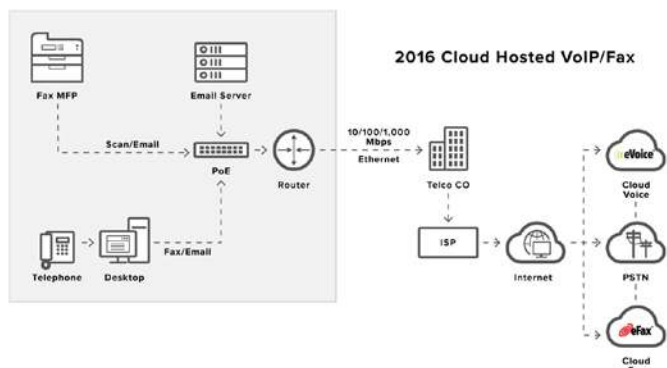 2016 Cloud Hosted VoIP/Fax
Fax MFP
Email Server
Scan/Email
PoE
Router
10/100/1,000
Mbps
Ethernet
Telco CO
eVoice
Cloud
Voice
Telephone
Desktop
Fax/Email
ISP
Internet
PSTN
eFax
Cloud